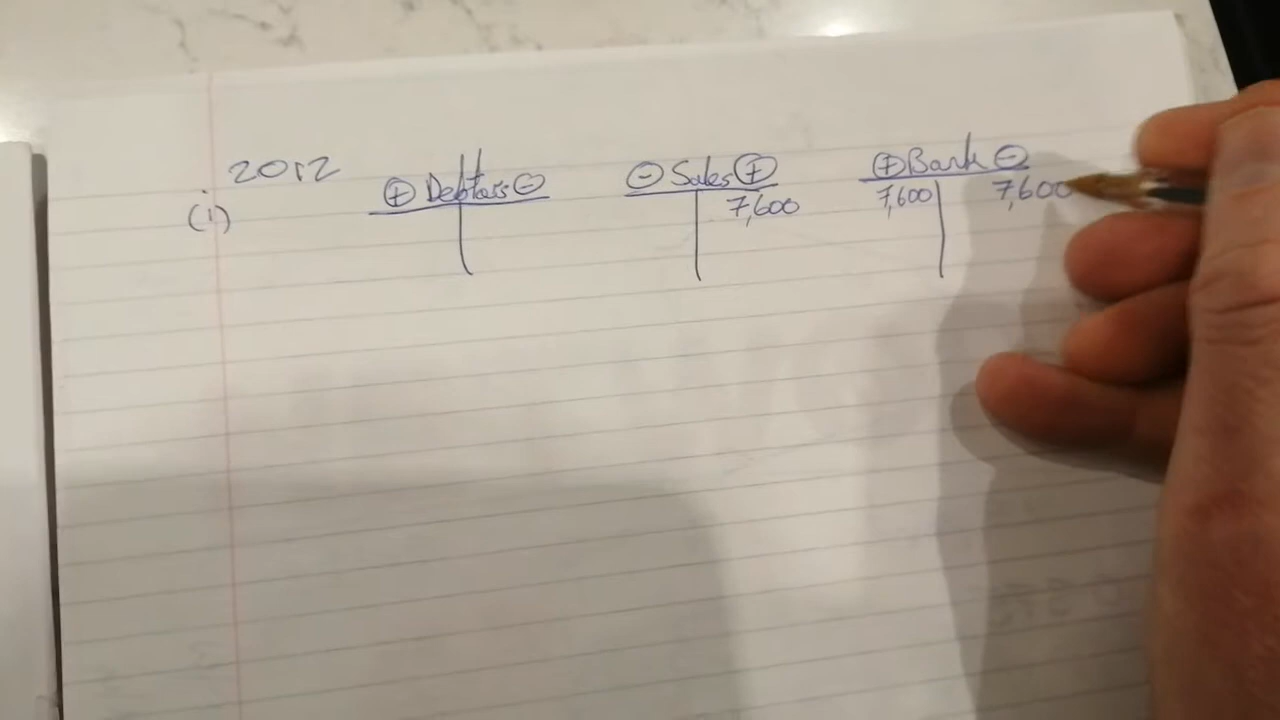 2012
(i) ⊕ Debtors ⊖ ⊖ Sales ⊕ ⊕ Bank ⊖
7,600 7,600 7,600